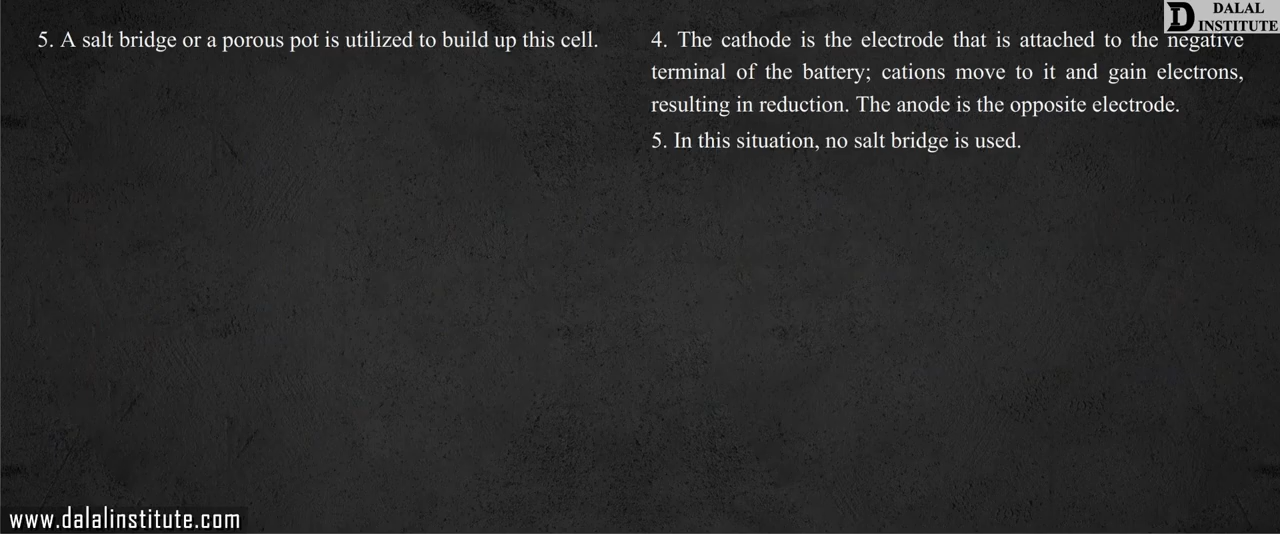 5. A salt bridge or a porous pot is utilized to build up this cell.
4. The cathode is the electrode that is attached to the negative
terminal of the battery; cations move to it and gain electrons,
resulting in reduction. The anode is the opposite electrode.
5. In this situation, no salt bridge is used.
D DALAL
INSTITUTE
www.dalalinstitute.com